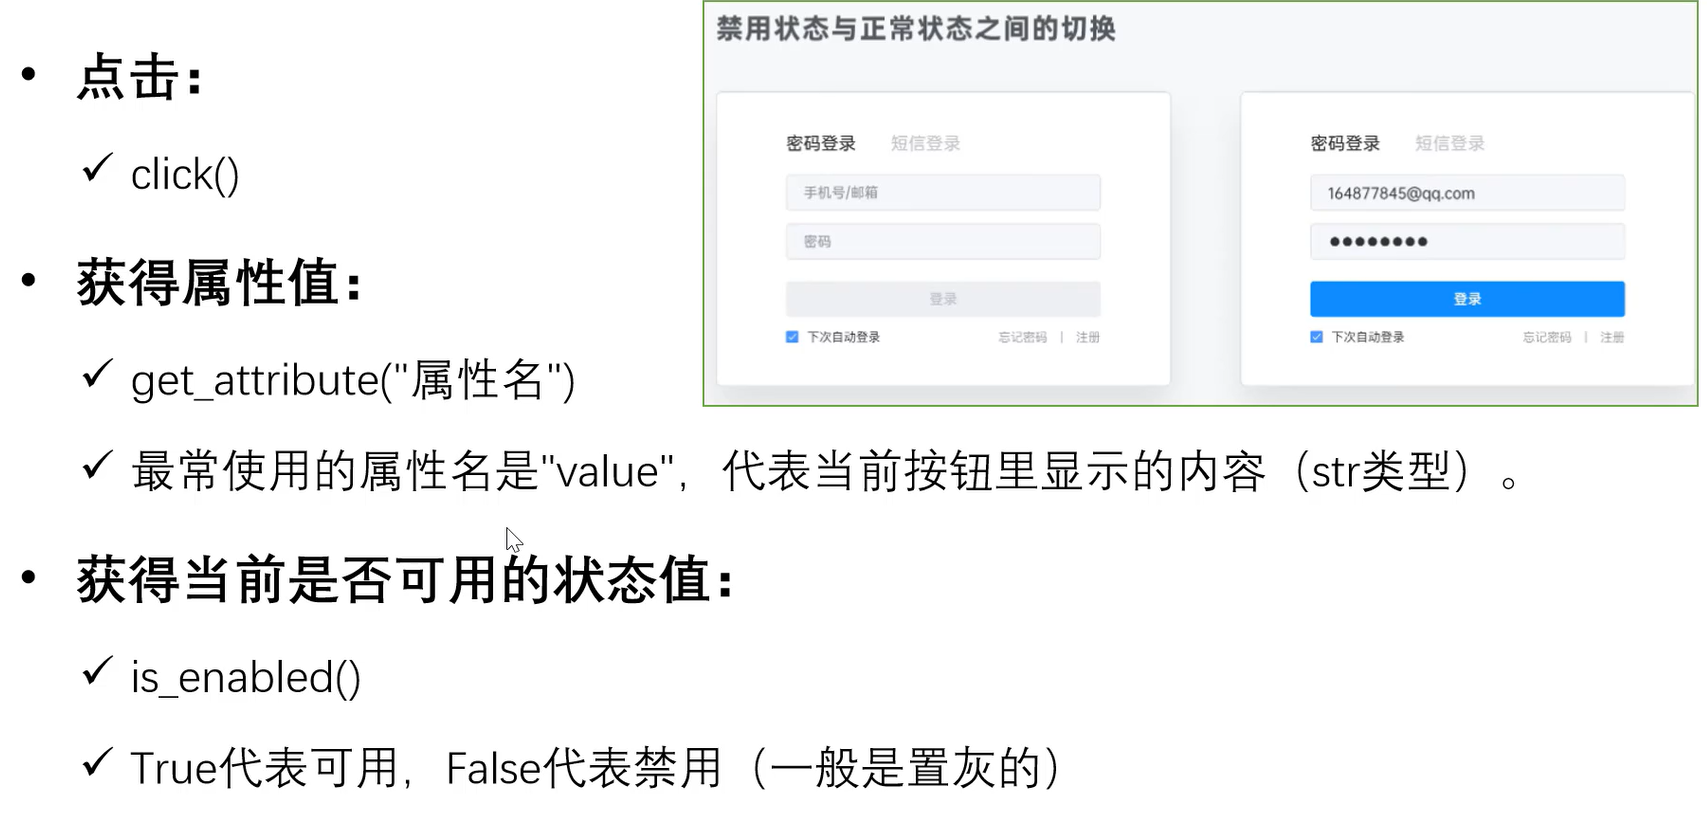 点击：
click()
获得属性值：
get_attribute("属性名")
最常使用的属性名是"value"，代表当前按钮里显示的内容（str类型）。
获得当前是否可用的状态值：
is_enabled()
True代表可用，False代表禁用（一般是置灰的）
禁用状态与正常状态之间的切换
密码登录 短信登录
手机号/邮箱
密码
登录
下次自动登录 忘记密码 | 注册
密码登录 短信登录
164877845@qq.com
●●●●●●●●
登录
下次自动登录 忘记密码 | 注册